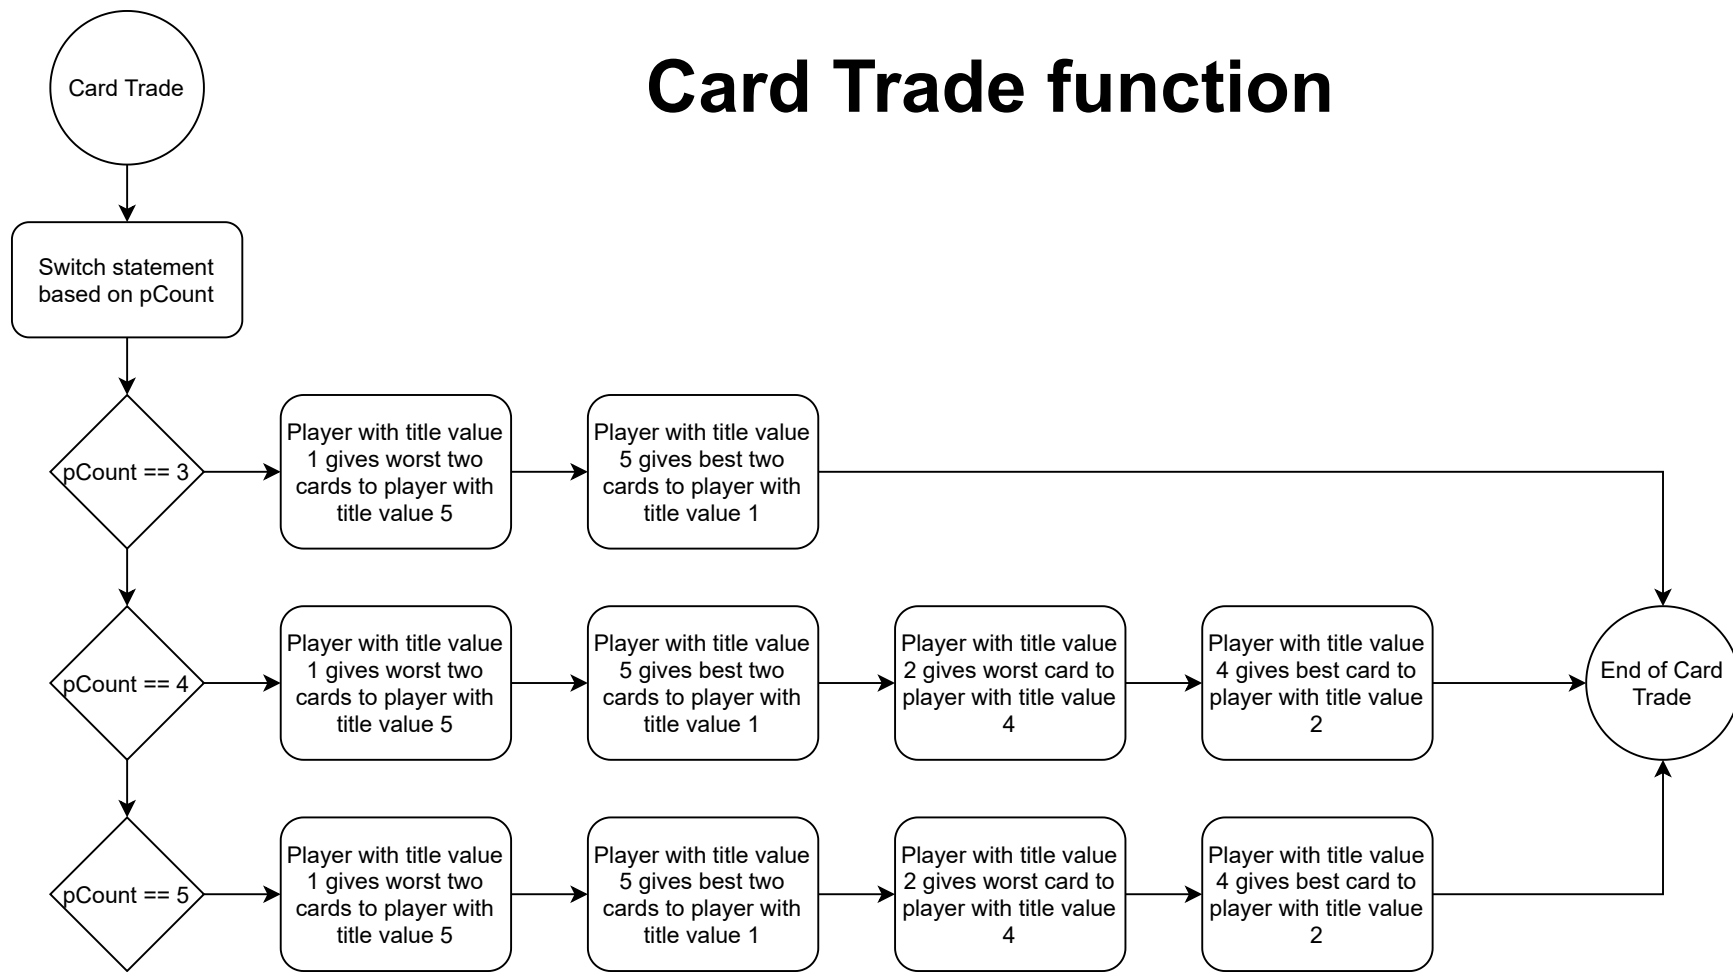 Card Trade
Card Trade function
Switch statement
based on pCount
pCount == 3
Player with title value
1 gives worst two
cards to player with
title value 5
Player with title value
5 gives best two
cards to player with
title value 1
pCount == 4
Player with title value
1 gives worst two
cards to player with
title value 5
Player with title value
5 gives best two
cards to player with
title value 1
Player with title value
2 gives worst card to
player with title value
4
Player with title value
4 gives best card to
player with title value
2
End of Card
Trade
pCount == 5
Player with title value
1 gives worst two
cards to player with
title value 5
Player with title value
5 gives best two
cards to player with
title value 1
Player with title value
2 gives worst card to
player with title value
4
Player with title value
4 gives best card to
player with title value
2